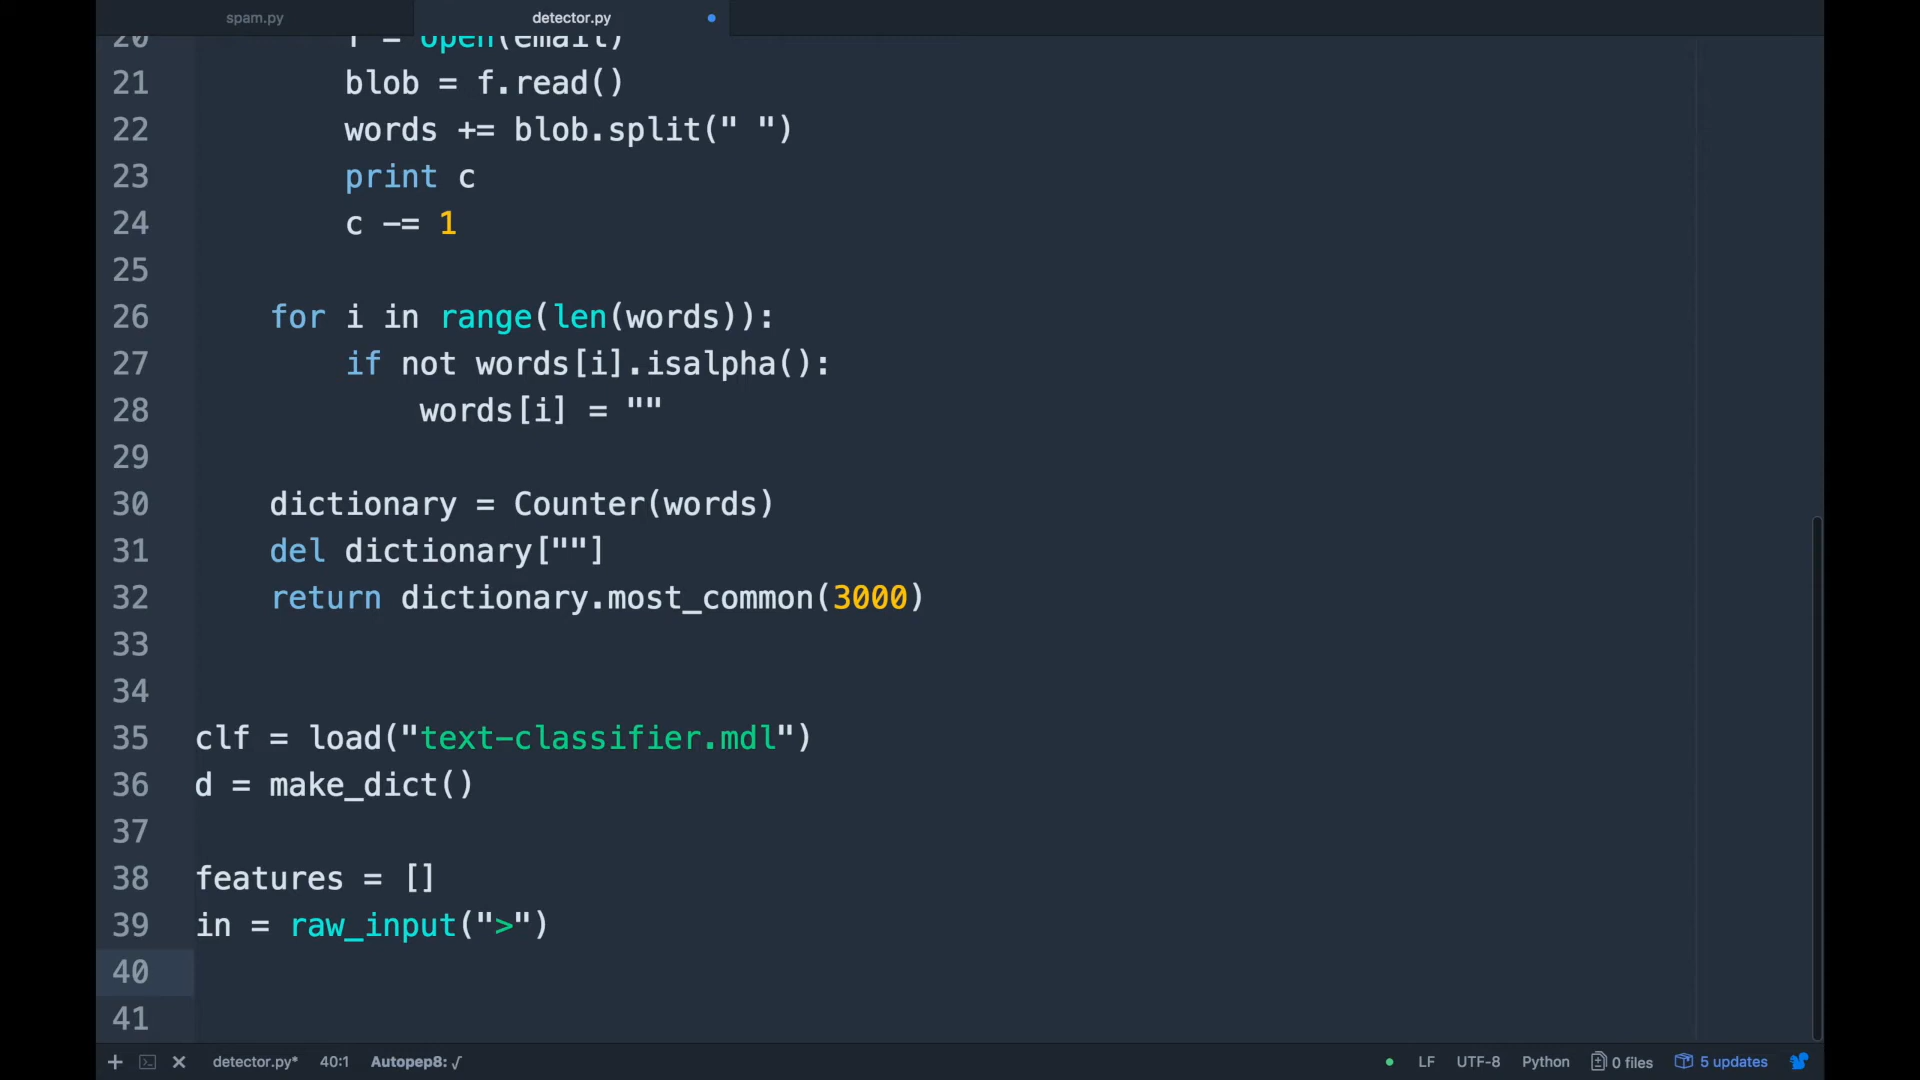 spam.py detector.py
20 f = open(email)
21 blob = f.read()
22 words += blob.split(" ")
23 print c
24 c -= 1
25
26 for i in range(len(words)):
27 if not words[i].isalpha():
28 words[i] = ""
29
30 dictionary = Counter(words)
31 del dictionary[""]
32 return dictionary.most_common(3000)
33
34
35 clf = load("text-classifier.mdl")
36 d = make_dict()
37
38 features = []
39 in = raw_input(">")
40
41
detector.py* 40:1 Autopep8: √ LF UTF-8 Python 0 files 5 updates